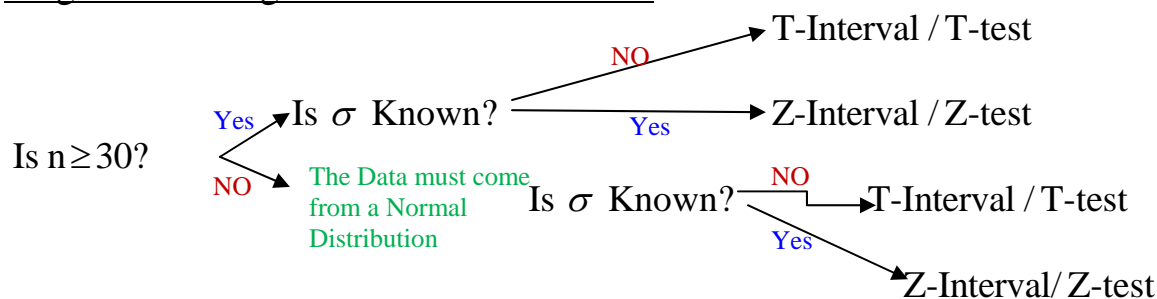 T-Interval / T-test
NO
Yes Is σ Known?
Yes Z-Interval / Z-test
Is n≥30?
NO The Data must come
from a Normal
Distribution
Is σ Known? NO T-Interval / T-test
Yes
Z-Interval/ Z-test